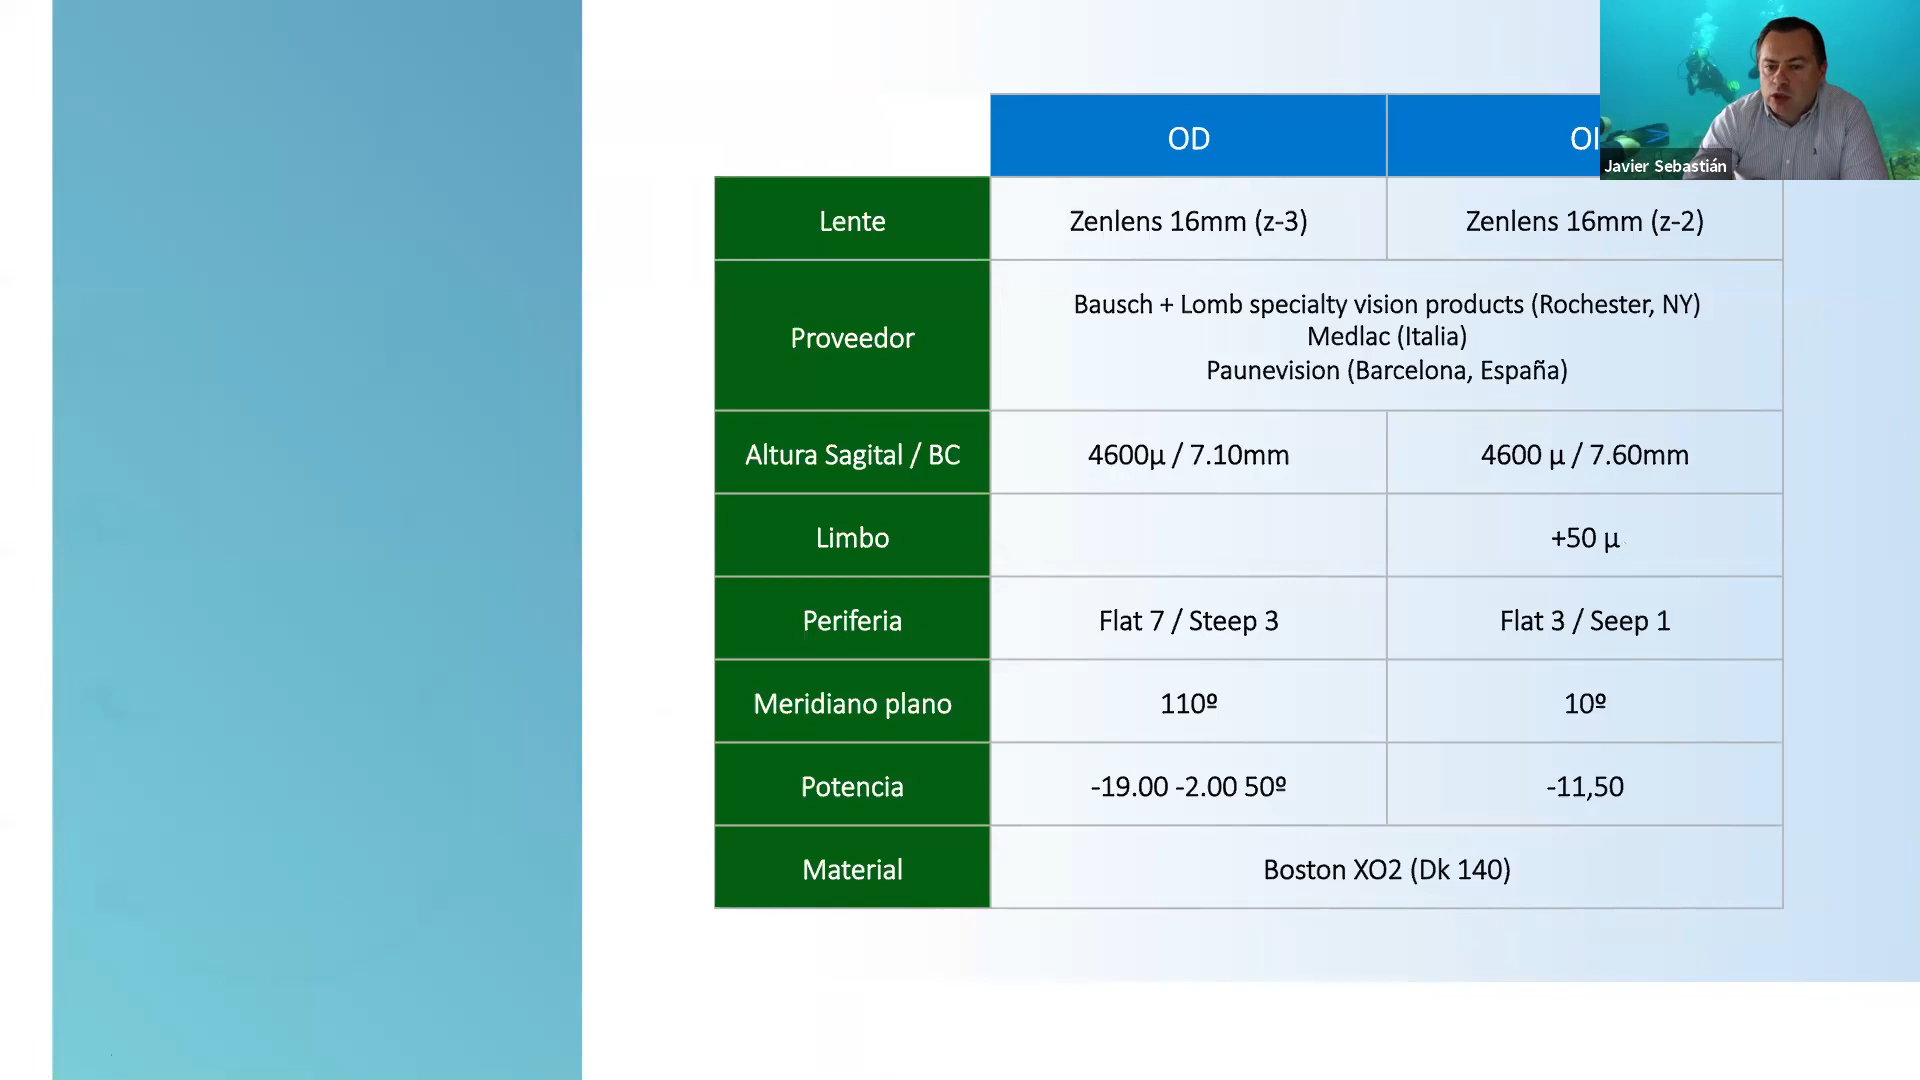 OD
Javier Sebastián
Lente Zenlens 16mm (z-3) Zenlens 16mm (z-2)
Bausch + Lomb specialty vision products (Rochester, NY)
Proveedor Medlac (Italia)
Paunevision (Barcelona, España)
Altura Sagital / BC 4600µ / 7.10mm 4600 µ / 7.60mm
Limbo +50 µ
Periferia Flat 7 / Steep 3 Flat 3 / Seep 1
Meridiano plano 110º 10º
Potencia -19.00 -2.00 50º -11,50
Material Boston XO2 (Dk 140)